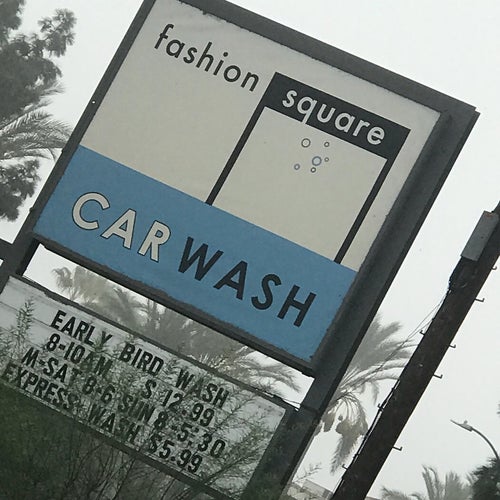 fashion
square
CAR WASH
EARLY BIRD WASH
8-10AM $ 12.99
M-SAT 8-6 SUN 8-5:30
EXPRESS WASH $5.99